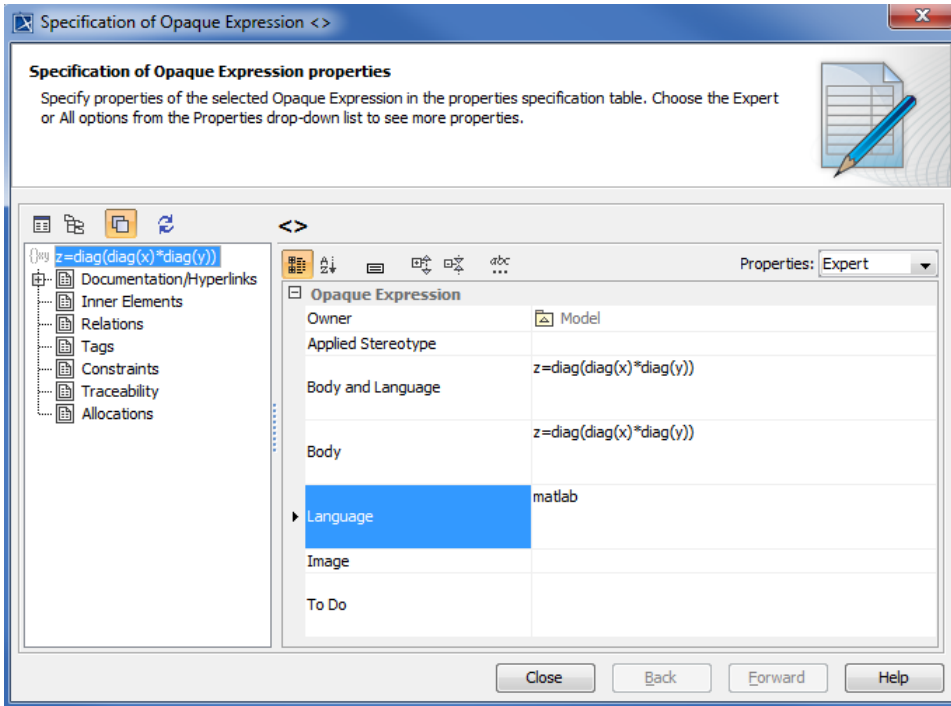 Specification of Opaque Expression <>
Specification of Opaque Expression properties
Specify properties of the selected Opaque Expression in the properties specification table. Choose the Expert
or All options from the Properties drop-down list to see more properties.
<>
z=diag(diag(x)*diag(y))
Documentation/Hyperlinks
Inner Elements
Relations
Tags
Constraints
Traceability
Allocations
Properties: Expert
Opaque Expression
Owner Model
Applied Stereotype
Body and Language z=diag(diag(x)*diag(y))
Body z=diag(diag(x)*diag(y))
Language matlab
Image
To Do
Close Back Forward Help